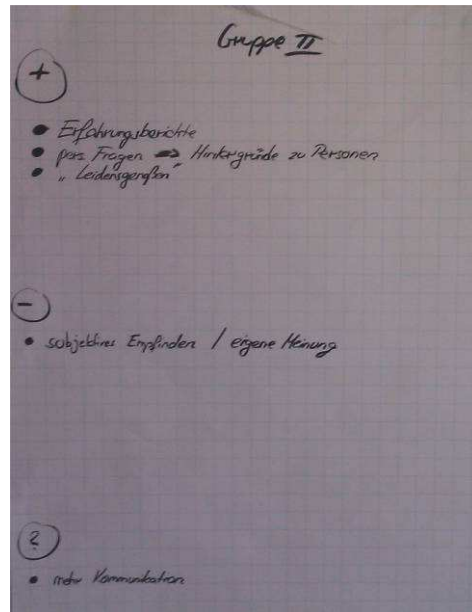 Gruppe II
+
• Erfahrungsberichte
• pers. Fragen => Hintergründe zu Personen
• „Leidensgenoßen"
-
• subjektives Empfinden / eigene Meinung
?
• mehr Kommunikation